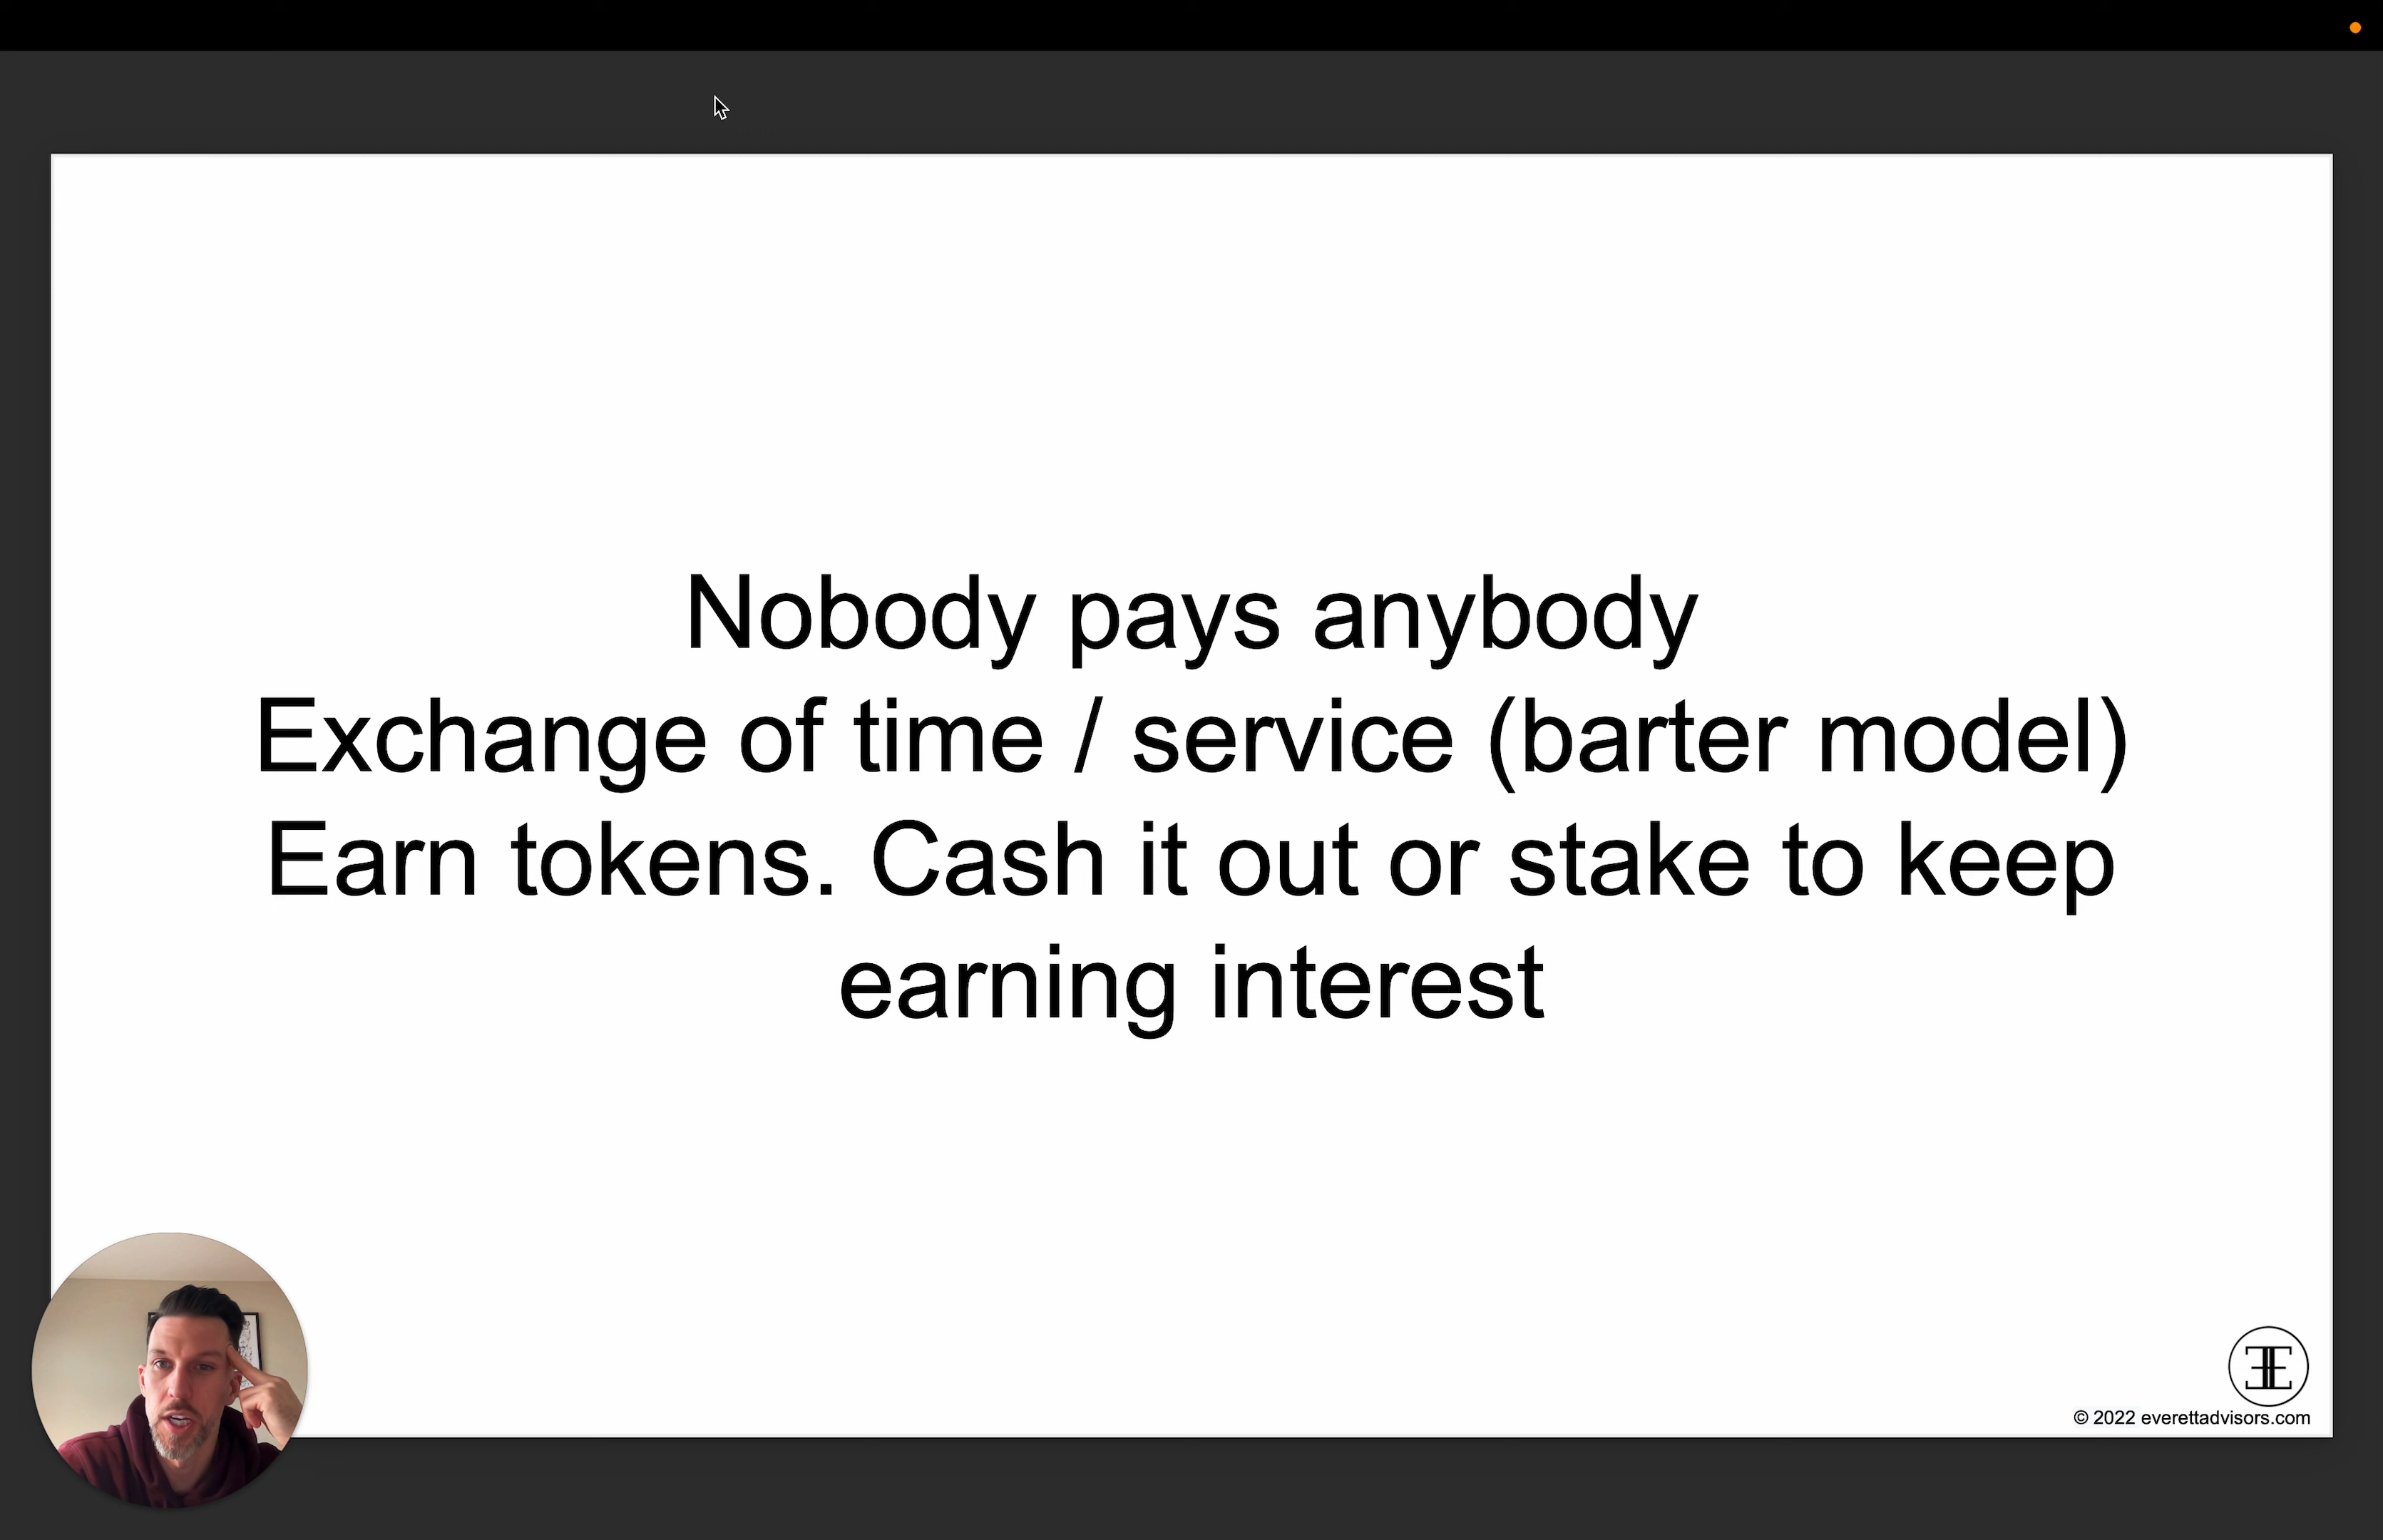 Nobody pays anybody
Exchange of time / service (barter model)
Earn tokens. Cash it out or stake to keep
earning interest
© 2022 everettadvisors.com